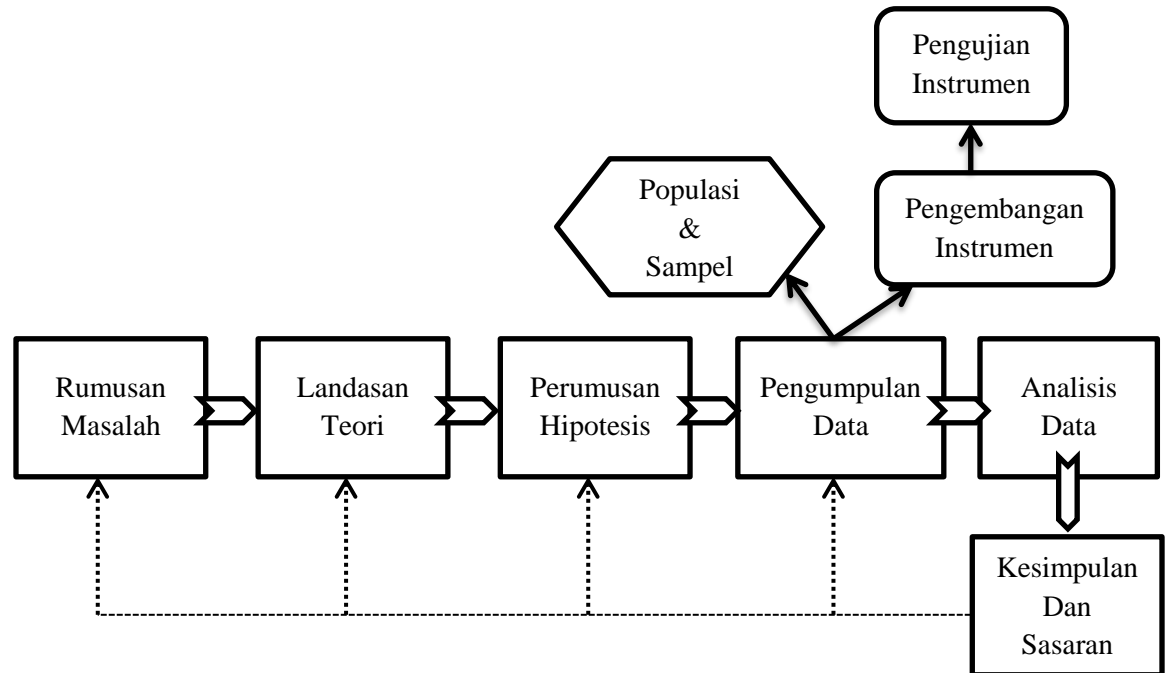 Pengujian
Instrumen
Populasi
&
Sampel
Pengembangan
Instrumen
Rumusan
Masalah
Landasan
Teori
Perumusan
Hipotesis
Pengumpulan
Data
Analisis
Data
Kesimpulan
Dan
Sasaran